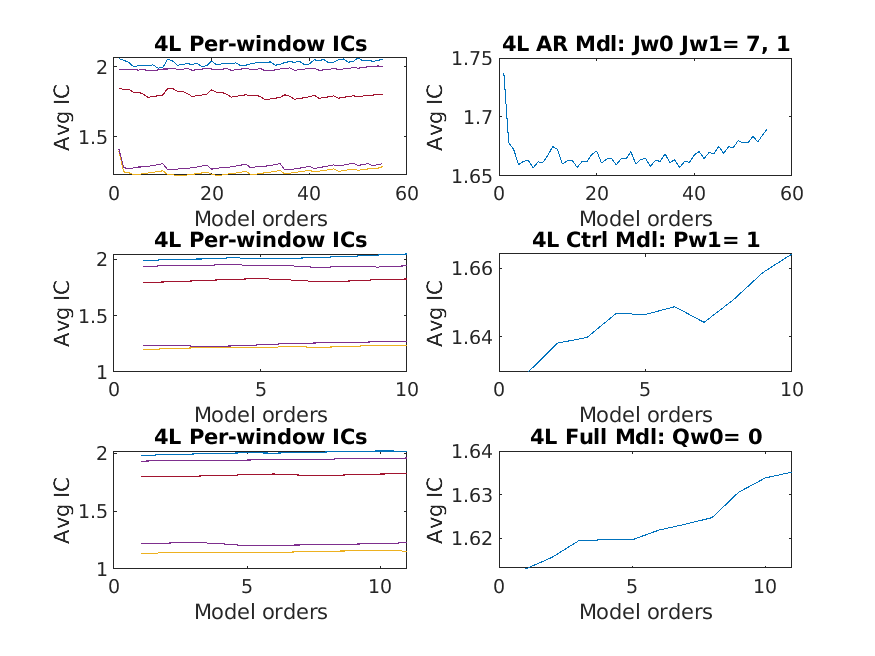 4L Per-window ICs
Avg IC
2
1.5
0 20 40 60
Model orders
4L AR Mdl: Jw0 Jw1= 7, 1
Avg IC
1.75
1.7
1.65
0 20 40 60
Model orders
4L Per-window ICs
Avg IC
2
1.5
1
0 5 10
Model orders
4L Ctrl Mdl: Pw1= 1
Avg IC
1.66
1.64
0 5 10
Model orders
4L Per-window ICs
Avg IC
2
1.5
1
0 5 10
Model orders
4L Full Mdl: Qw0= 0
Avg IC
1.64
1.63
1.62
0 5 10
Model orders